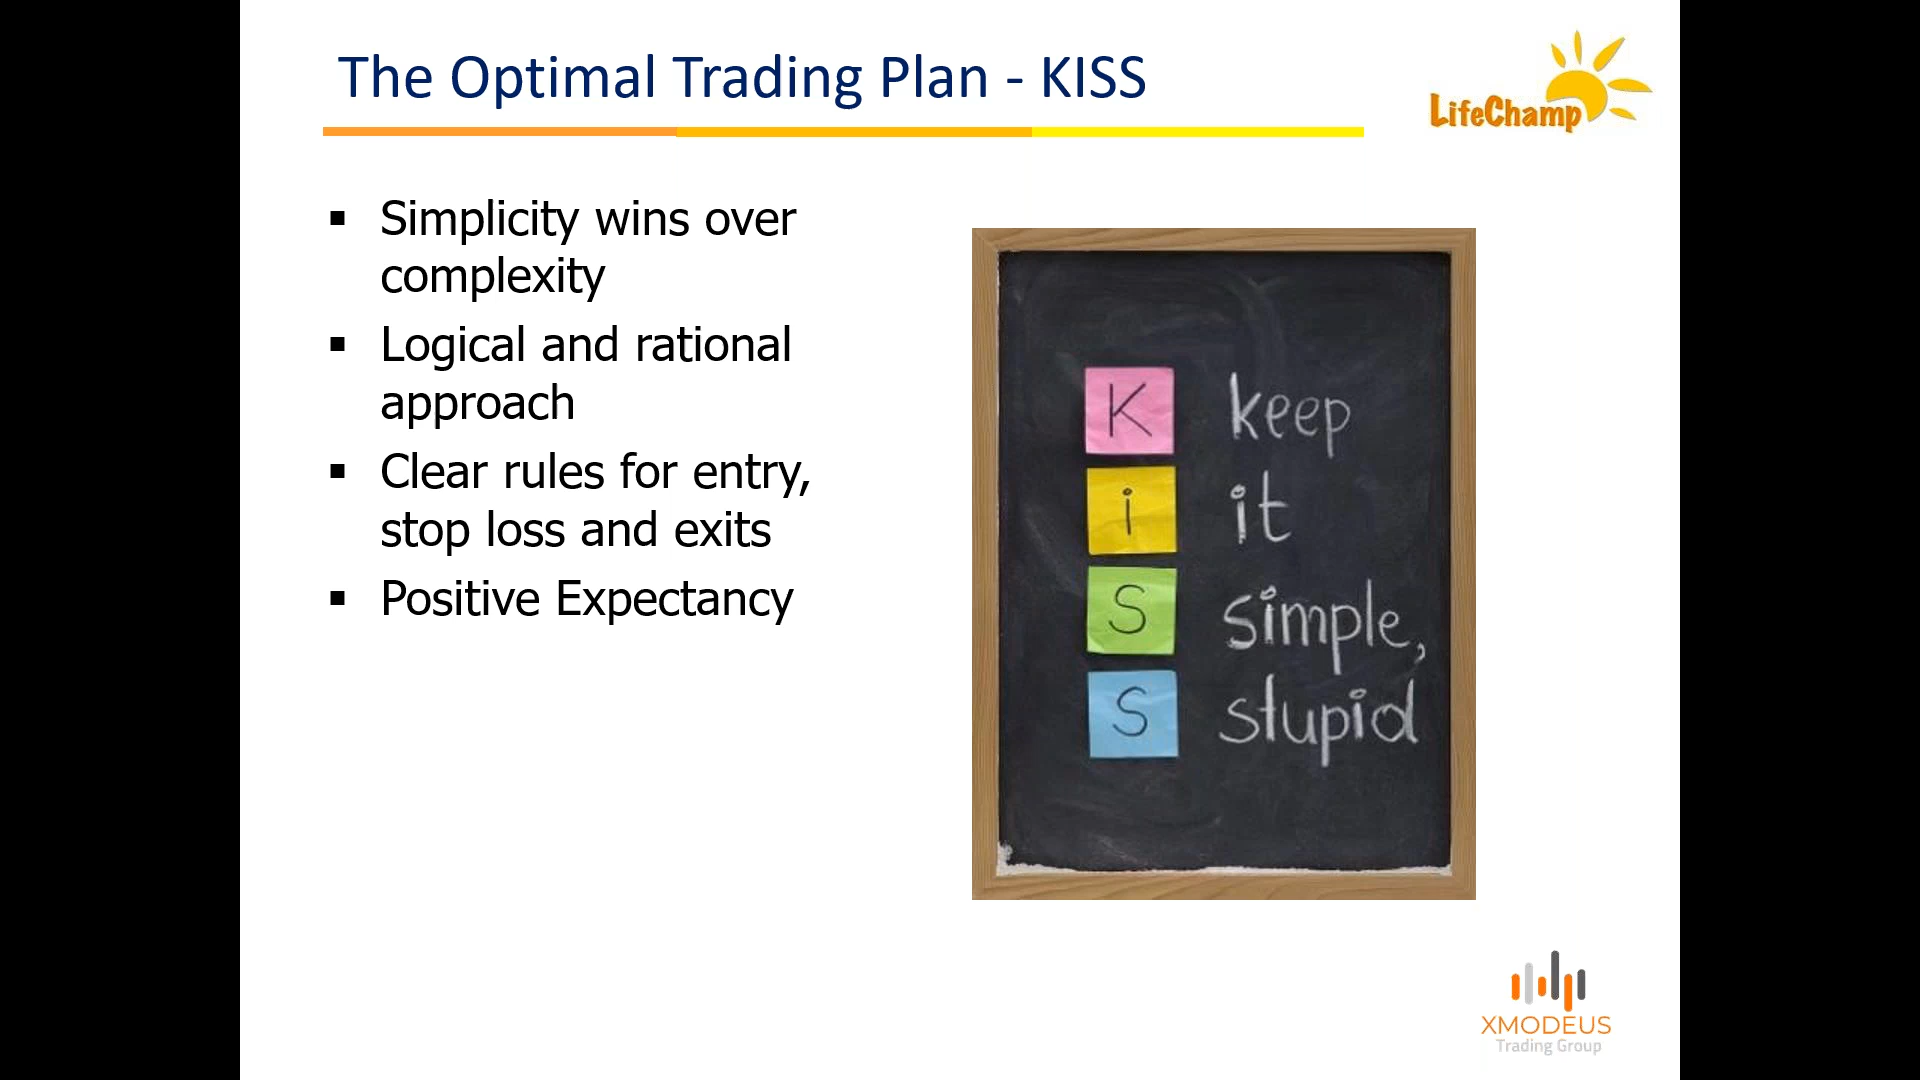 The Optimal Trading Plan - KISS
LifeChamp
▪ Simplicity wins over
complexity
▪ Logical and rational
approach
▪ Clear rules for entry,
stop loss and exits
▪ Positive Expectancy
K keep
i it
S simple,
S stupid
XMODEUS
Trading Group